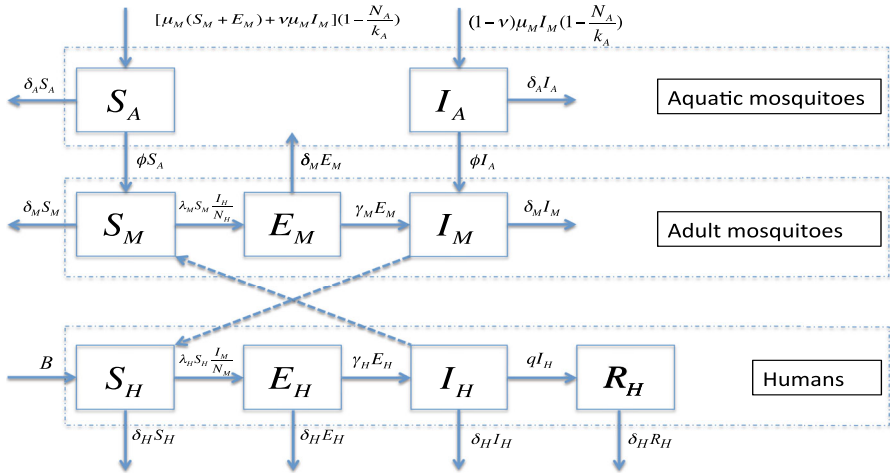 [μ_M(S_M + E_M) + νμ_M I_M](1 - N_A/k_A)
(1 - ν)μ_M I_M(1 - N_A/k_A)
δ_A S_A
S_A
I_A
δ_A I_A
Aquatic mosquitoes
ϕS_A
δ_M E_M
ϕI_A
δ_M S_M
S_M
λ_M S_M I_H/N_H
E_M
γ_M E_M
I_M
δ_M I_M
Adult mosquitoes
B
S_H
λ_H S_H I_M/N_M
E_H
γ_H E_H
I_H
qI_H
R_H
Humans
δ_H S_H
δ_H E_H
δ_H I_H
δ_H R_H